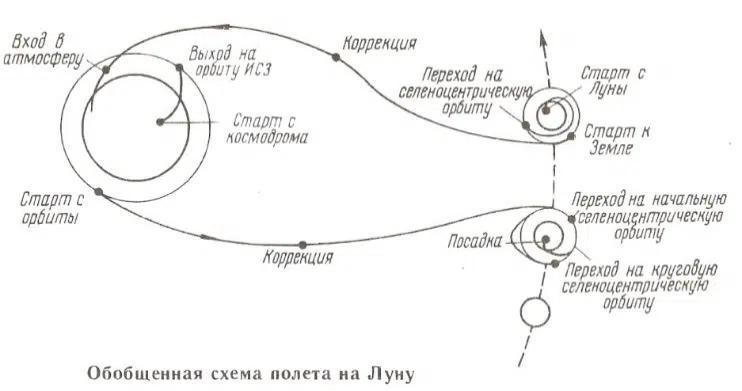 Вход в
атмосферу
Выход на
орбиту ИСЗ
Коррекция
Переход на
селеноцентрическую
орбиту
Старт с
Луны
Старт с
космодрома
Старт к
Земле
Старт с
орбиты
Коррекция
Посадка
Переход на начальную
селеноцентрическую
орбиту
Переход на круговую
селеноцентрическую
орбиту
Обобщенная схема полета на Луну